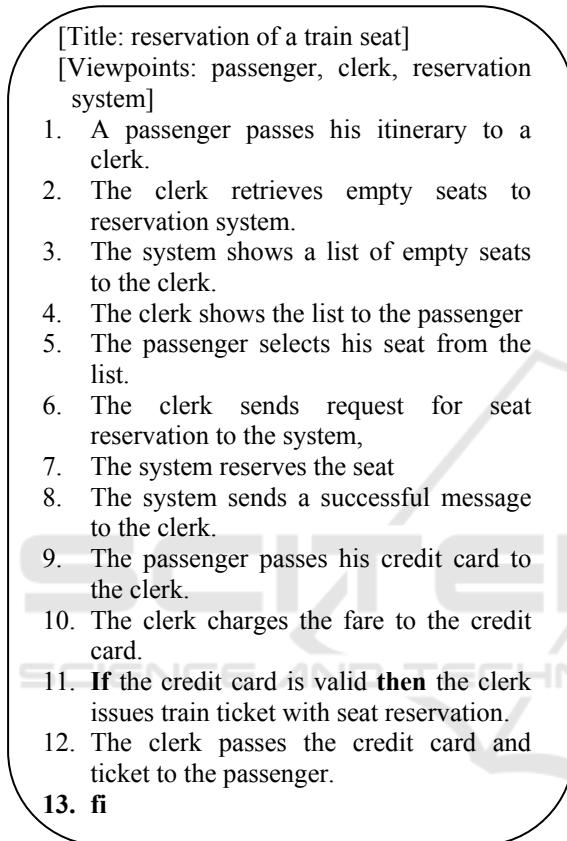 [Title: reservation of a train seat]
[Viewpoints: passenger, clerk, reservation
system]
1. A passenger passes his itinerary to a
clerk.
2. The clerk retrieves empty seats to
reservation system.
3. The system shows a list of empty seats
to the clerk.
4. The clerk shows the list to the passenger
5. The passenger selects his seat from the
list.
6. The clerk sends request for seat
reservation to the system,
7. The system reserves the seat
8. The system sends a successful message
to the clerk.
9. The passenger passes his credit card to
the clerk.
10. The clerk charges the fare to the credit
card.
11. If the credit card is valid then the clerk
issues train ticket with seat reservation.
12. The clerk passes the credit card and
ticket to the passenger.
13. fi